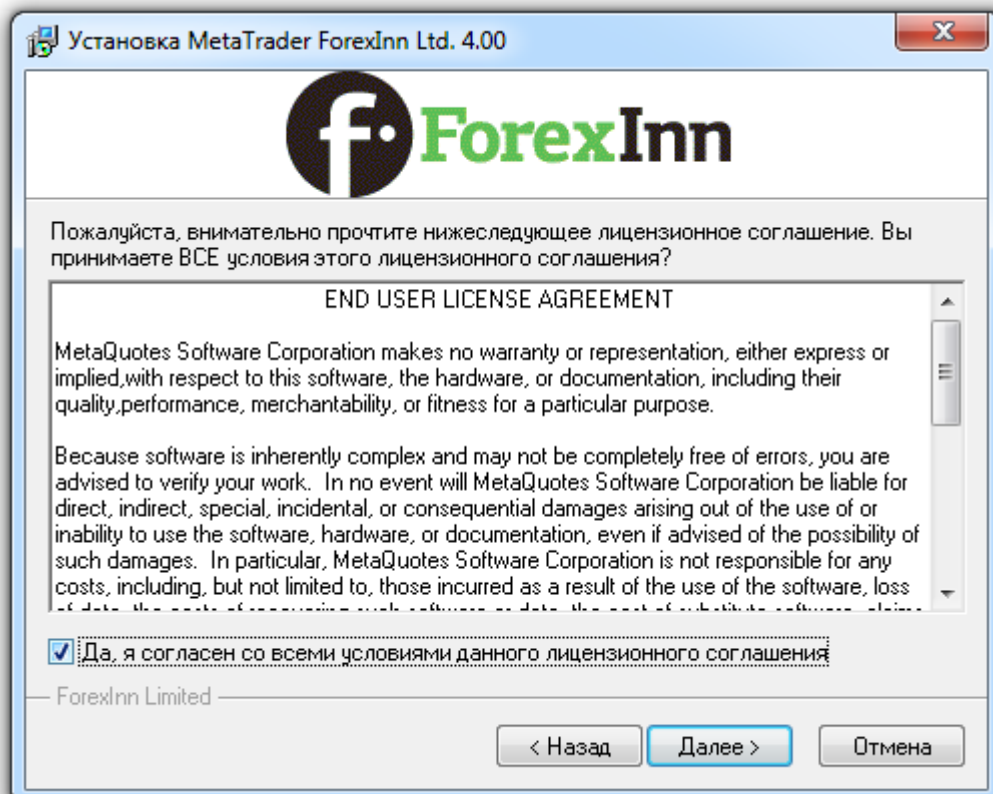 Установка MetaTrader ForexInn Ltd. 4.00
f
ForexInn
Пожалуйста, внимательно прочтите нижеследующее лицензионное соглашение. Вы
принимаете ВСЕ условия этого лицензионного соглашения?
END USER LICENSE AGREEMENT
MetaQuotes Software Corporation makes no warranty or representation, either express or
implied,with respect to this software, the hardware, or documentation, including their
quality,performance, merchantability, or fitness for a particular purpose.
Because software is inherently complex and may not be completely free of errors, you are
advised to verify your work.  In no event will MetaQuotes Software Corporation be liable for
direct, indirect, special, incidental, or consequential damages arising out of the use of or
inability to use the software, hardware, or documentation, even if advised of the possibility of
such damages.  In particular, MetaQuotes Software Corporation is not responsible for any
costs, including, but not limited to, those incurred as a result of the use of the software, loss
Да, я согласен со всеми условиями данного лицензионного соглашения
ForexInn Limited
< Назад
Далее >
Отмена